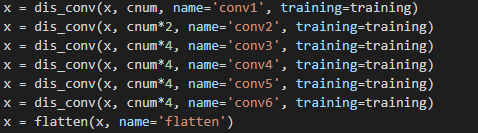 x = dis_conv(x, cnum, name='conv1', training=training)
x = dis_conv(x, cnum*2, name='conv2', training=training)
x = dis_conv(x, cnum*4, name='conv3', training=training)
x = dis_conv(x, cnum*4, name='conv4', training=training)
x = dis_conv(x, cnum*4, name='conv5', training=training)
x = dis_conv(x, cnum*4, name='conv6', training=training)
x = flatten(x, name='flatten')